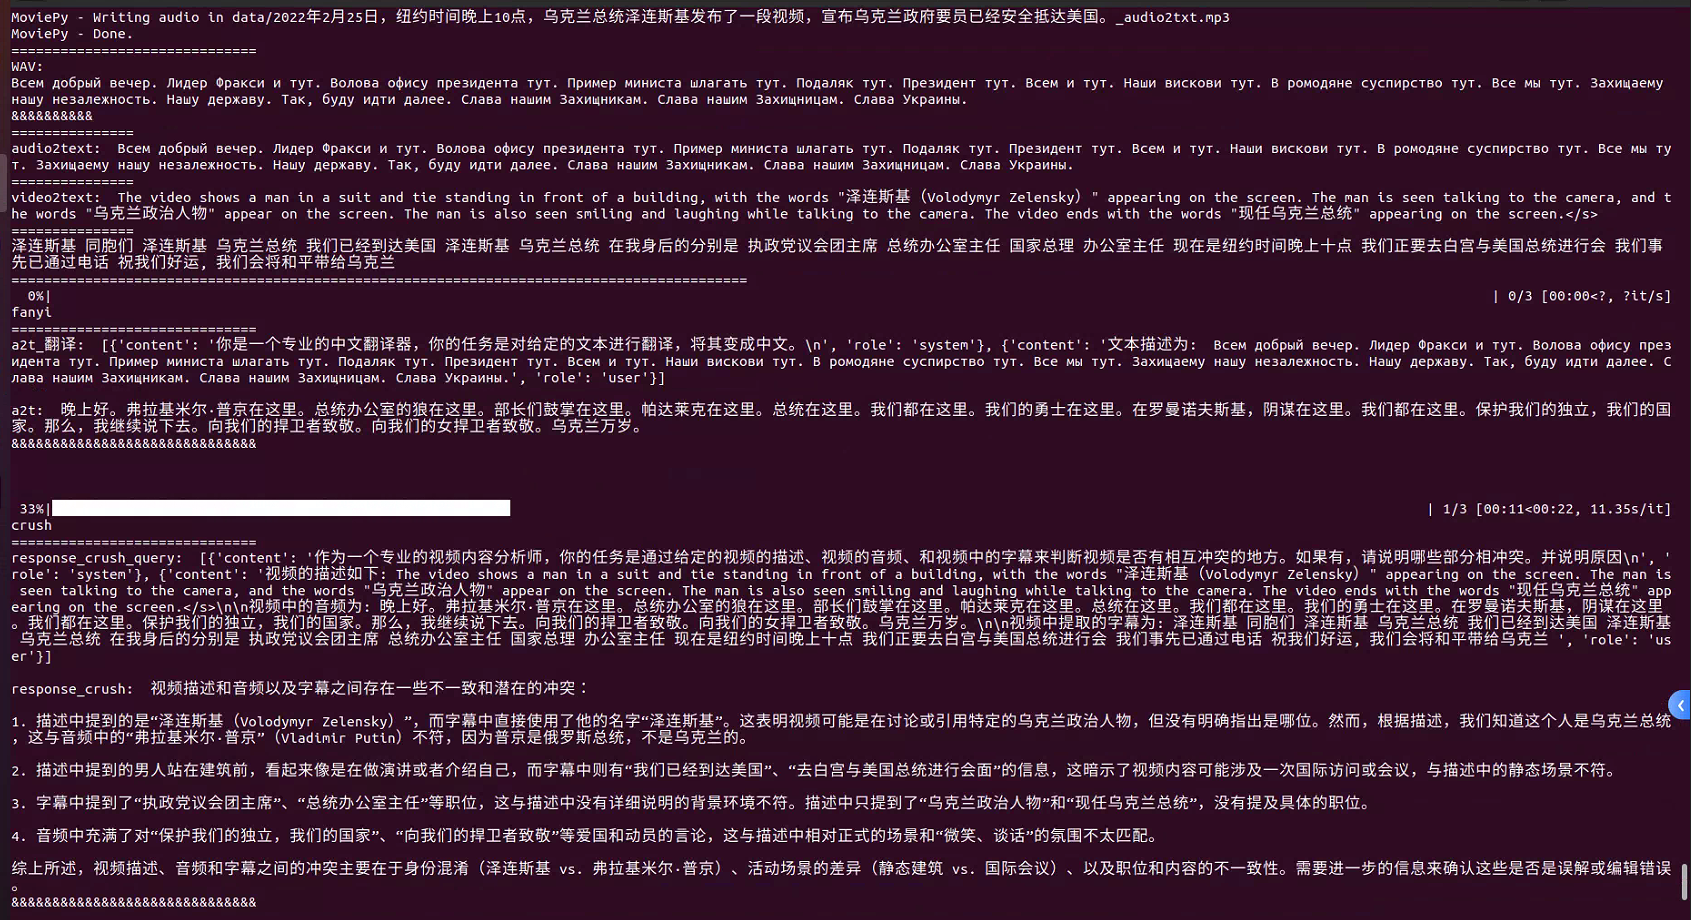 MoviePy - Writing audio in data/2022年2月25日，纽约时间晚上10点，乌克兰总统泽连斯基发布了一段视频，宣布乌克兰政府要员已经安全抵达美国。_audio2txt.mp3
MoviePy - Done.
==============================
WAV:
Всем добрый вечер. Лидер Фракси и тут. Волова офису президента тут. Пример министа шлагать тут. Подаляк тут. Президент тут. Всем и тут. Наши вискови тут. В ромодяне суспирство тут. Все мы тут. Захищаему
нашу незалежность. Нашу державу. Так, буду идти далее. Слава нашим Захищникам. Слава нашим Захищницам. Слава Украины.
&&&&&&&&&&
===============
audio2text:  Всем добрый вечер. Лидер Фракси и тут. Волова офису президента тут. Пример министа шлагать тут. Подаляк тут. Президент тут. Всем и тут. Наши вискови тут. В ромодяне суспирство тут. Все мы ту
т. Захищаему нашу незалежность. Нашу державу. Так, буду идти далее. Слава нашим Захищникам. Слава нашим Захищницам. Слава Украины.
===============
video2text:  The video shows a man in a suit and tie standing in front of a building, with the words "泽连斯基（Volodymyr Zelensky）" appearing on the screen. The man is seen talking to the camera, and t
he words "乌克兰政治人物" appear on the screen. The man is also seen smiling and laughing while talking to the camera. The video ends with the words "现任乌克兰总统" appearing on the screen.</s>
===============
泽连斯基 同胞们 泽连斯基 乌克兰总统 我们已经到达美国 泽连斯基 乌克兰总统 在我身后的分别是 执政党议会团主席 总统办公室主任 国家总理 办公室主任 现在是纽约时间晚上十点 我们正要去白宫与美国总统进行会 我们事
先已通过电话 祝我们好运, 我们会将和平带给乌克兰
==========================================================================================
0%| | 0/3 [00:00<?, ?it/s]
fanyi
==============================
a2t_翻译:  [{'content': '你是一个专业的中文翻译器，你的任务是对给定的文本进行翻译，将其变成中文。\n', 'role': 'system'}, {'content': '文本描述为:  Всем добрый вечер. Лидер Фракси и тут. Волова офису през
идента тут. Пример министа шлагать тут. Подаляк тут. Президент тут. Всем и тут. Наши вискови тут. В ромодяне суспирство тут. Все мы тут. Захищаему нашу незалежность. Нашу державу. Так, буду идти далее. С
лава нашим Захищникам. Слава нашим Захищницам. Слава Украины.', 'role': 'user'}]
a2t:  晚上好。弗拉基米尔·普京在这里。总统办公室的狼在这里。部长们鼓掌在这里。帕达莱克在这里。总统在这里。我们都在这里。我们的勇士在这里。在罗曼诺夫斯基，阴谋在这里。我们都在这里。保护我们的独立，我们的国
家。那么，我继续说下去。向我们的捍卫者致敬。向我们的女捍卫者致敬。乌克兰万岁。
&&&&&&&&&&&&&&&&&&&&&&&&&&&&&&
33%| | 1/3 [00:11<00:22, 11.35s/it]
crush
==============================
response_crush_query:  [{'content': '作为一个专业的视频内容分析师，你的任务是通过给定的视频的描述、视频的音频、和视频中的字幕来判断视频是否有相互冲突的地方。如果有，请说明哪些部分相冲突。并说明原因\n', '
role': 'system'}, {'content': '视频的描述如下: The video shows a man in a suit and tie standing in front of a building, with the words "泽连斯基（Volodymyr Zelensky）" appearing on the screen. The man is
seen talking to the camera, and the words "乌克兰政治人物" appear on the screen. The man is also seen smiling and laughing while talking to the camera. The video ends with the words "现任乌克兰总统" app
earing on the screen.</s>\n\n视频中的音频为: 晚上好。弗拉基米尔·普京在这里。总统办公室的狼在这里。部长们鼓掌在这里。帕达莱克在这里。总统在这里。我们都在这里。我们的勇士在这里。在罗曼诺夫斯基，阴谋在这里
。我们都在这里。保护我们的独立，我们的国家。那么，我继续说下去。向我们的捍卫者致敬。向我们的女捍卫者致敬。乌克兰万岁。\n\n视频中提取的字幕为: 泽连斯基 同胞们 泽连斯基 乌克兰总统 我们已经到达美国 泽连斯基
乌克兰总统 在我身后的分别是 执政党议会团主席 总统办公室主任 国家总理 办公室主任 现在是纽约时间晚上十点 我们正要去白宫与美国总统进行会 我们事先已通过电话 祝我们好运, 我们会将和平带给乌克兰 ', 'role': 'us
er'}]
response_crush:  视频描述和音频以及字幕之间存在一些不一致和潜在的冲突：
1. 描述中提到的是“泽连斯基（Volodymyr Zelensky）”，而字幕中直接使用了他的名字“泽连斯基”。这表明视频可能是在讨论或引用特定的乌克兰政治人物，但没有明确指出是哪位。然而，根据描述，我们知道这个人是乌克兰总统
，这与音频中的“弗拉基米尔·普京”（Vladimir Putin）不符，因为普京是俄罗斯总统，不是乌克兰的。
2. 描述中提到的男人站在建筑前，看起来像是在做演讲或者介绍自己，而字幕中则有“我们已经到达美国”、“去白宫与美国总统进行会面”的信息，这暗示了视频内容可能涉及一次国际访问或会议，与描述中的静态场景不符。
3. 字幕中提到了“执政党议会团主席”、“总统办公室主任”等职位，这与描述中没有详细说明的背景环境不符。描述中只提到了“乌克兰政治人物”和“现任乌克兰总统”，没有提及具体的职位。
4. 音频中充满了对“保护我们的独立，我们的国家”、“向我们的捍卫者致敬”等爱国和动员的言论，这与描述中相对正式的场景和“微笑、谈话”的氛围不太匹配。
综上所述，视频描述、音频和字幕之间的冲突主要在于身份混淆（泽连斯基 vs. 弗拉基米尔·普京）、活动场景的差异（静态建筑 vs. 国际会议）、以及职位和内容的不一致性。需要进一步的信息来确认这些是否是误解或编辑错误
。
&&&&&&&&&&&&&&&&&&&&&&&&&&&&&&